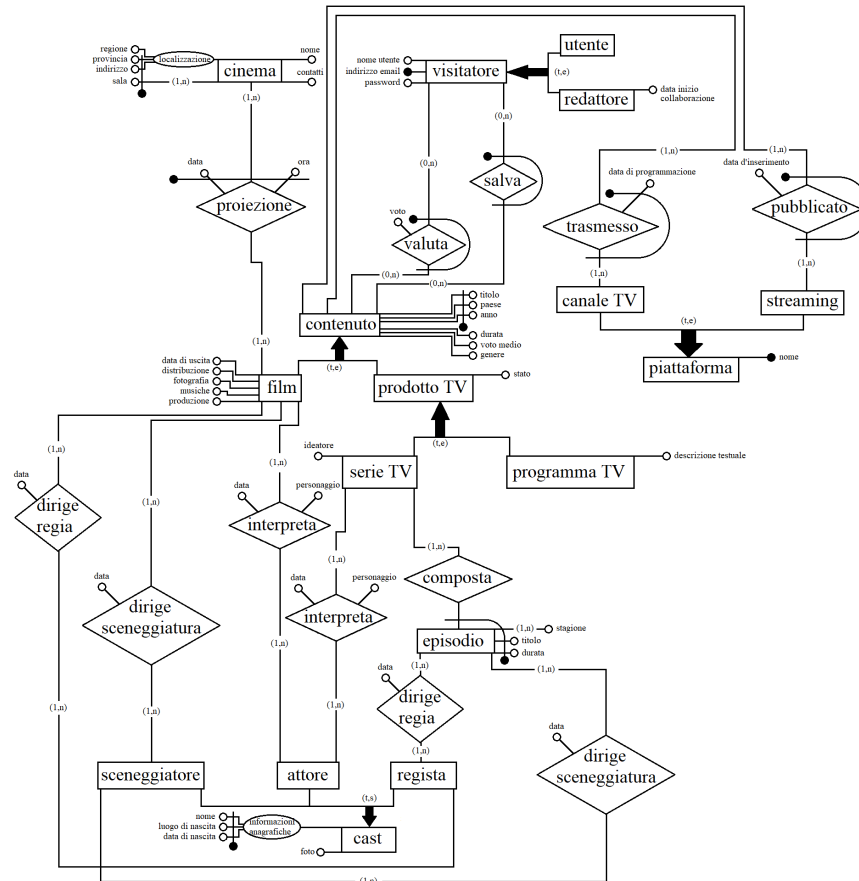 regione
provincia
indirizzo
sala
localizzazione
(1,n)
cinema
nome
contatti
(1,n)
data
ora
proiezione
(1,n)
nome utente
indirizzo email
password
visitatore
(t,e)
utente
redattore
data inizio
collaborazione
(0,n)
(0,n)
salva
voto
valuta
(0,n)
(0,n)
(1,n)
(1,n)
data di programmazione
trasmesso
(1,n)
data d'inserimento
pubblicato
(1,n)
canale TV
streaming
(t,e)
piattaforma
nome
contenuto
titolo
paese
anno
durata
voto medio
genere
(t,e)
data di uscita
distribuzione
fotografia
musiche
produzione
film
prodotto TV
stato
(t,e)
ideatore
serie TV
programma TV
descrizione testuale
(1,n)
data
dirige
regia
(1,n)
(1,n)
data
dirige
sceneggiatura
(1,n)
(1,n)
data
personaggio
interpreta
(1,n)
(1,n)
data
personaggio
interpreta
(1,n)
(1,n)
composta
episodio
(1,n)
stagione
titolo
durata
(1,n)
data
dirige
regia
(1,n)
(1,n)
data
dirige
sceneggiatura
sceneggiatore
attore
regista
(t,s)
nome
luogo di nascita
data di nascita
informazioni
anagrafiche
cast
foto
(1,n)